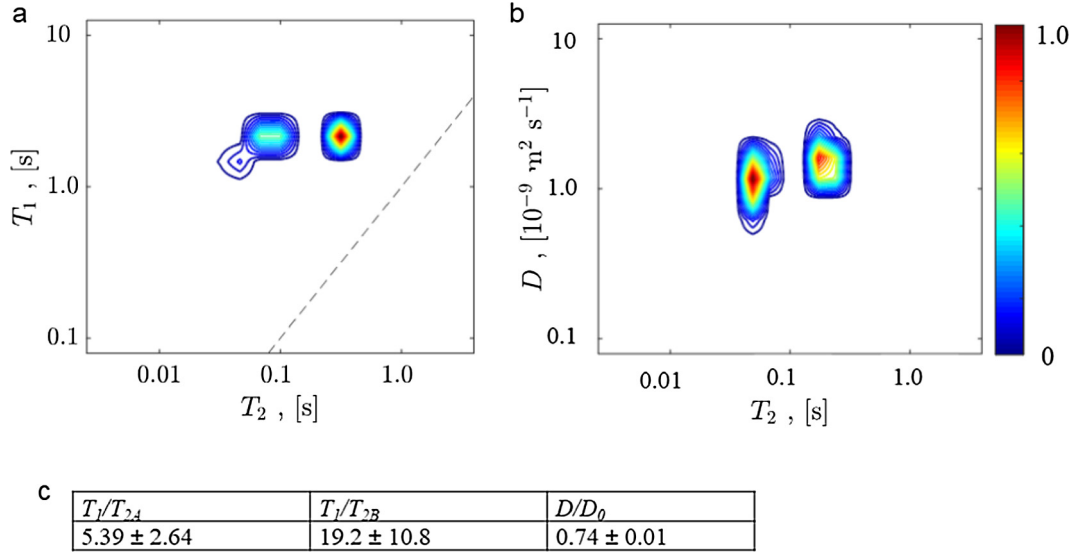 a
10
1.0
0.1
T₁ , [s]
0.01 0.1 1.0
T₂ , [s]
b
10
1.0
0.1
D , [10⁻⁹ m² s⁻¹]
0.01 0.1 1.0
T₂ , [s]
1.0
0
c
T₁/T₂A T₁/T₂B D/D₀
5.39 ± 2.64 19.2 ± 10.8 0.74 ± 0.01